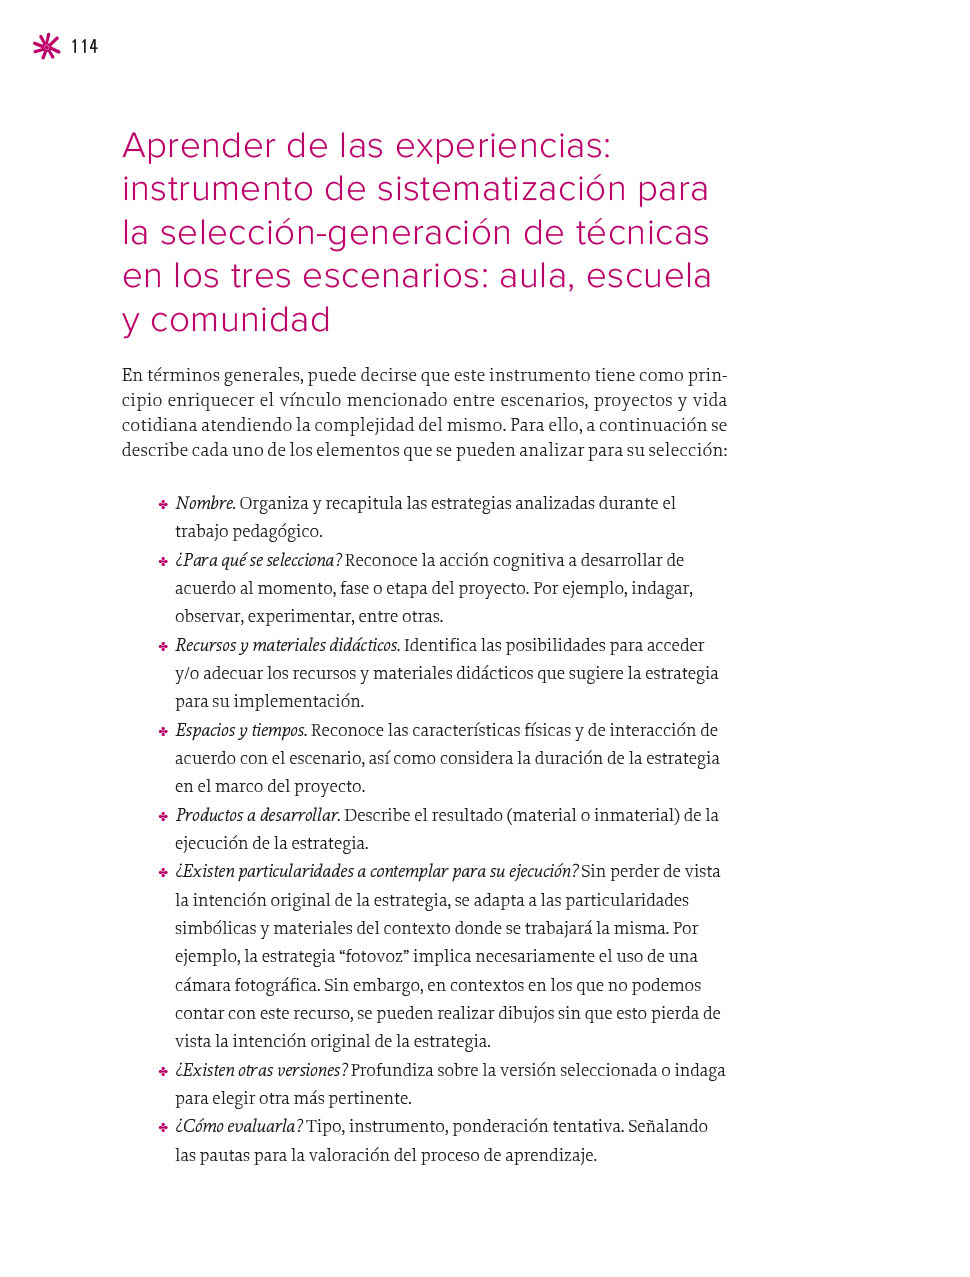 114
Aprender de las experiencias:
instrumento de sistematización para
la selección-generación de técnicas
en los tres escenarios: aula, escuela
y comunidad
En términos generales, puede decirse que este instrumento tiene como prin-
cipio enriquecer el vínculo mencionado entre escenarios, proyectos y vida
cotidiana atendiendo la complejidad del mismo. Para ello, a continuación se
describe cada uno de los elementos que se pueden analizar para su selección:
✤ Nombre. Organiza y recapitula las estrategias analizadas durante el
trabajo pedagógico.
✤ ¿Para qué se selecciona? Reconoce la acción cognitiva a desarrollar de
acuerdo al momento, fase o etapa del proyecto. Por ejemplo, indagar,
observar, experimentar, entre otras.
✤ Recursos y materiales didácticos. Identifica las posibilidades para acceder
y/o adecuar los recursos y materiales didácticos que sugiere la estrategia
para su implementación.
✤ Espacios y tiempos. Reconoce las características físicas y de interacción de
acuerdo con el escenario, así como considera la duración de la estrategia
en el marco del proyecto.
✤ Productos a desarrollar. Describe el resultado (material o inmaterial) de la
ejecución de la estrategia.
✤ ¿Existen particularidades a contemplar para su ejecución? Sin perder de vista
la intención original de la estrategia, se adapta a las particularidades
simbólicas y materiales del contexto donde se trabajará la misma. Por
ejemplo, la estrategia “fotovoz” implica necesariamente el uso de una
cámara fotográfica. Sin embargo, en contextos en los que no podemos
contar con este recurso, se pueden realizar dibujos sin que esto pierda de
vista la intención original de la estrategia.
✤ ¿Existen otras versiones? Profundiza sobre la versión seleccionada o indaga
para elegir otra más pertinente.
✤ ¿Cómo evaluarla? Tipo, instrumento, ponderación tentativa. Señalando
las pautas para la valoración del proceso de aprendizaje.